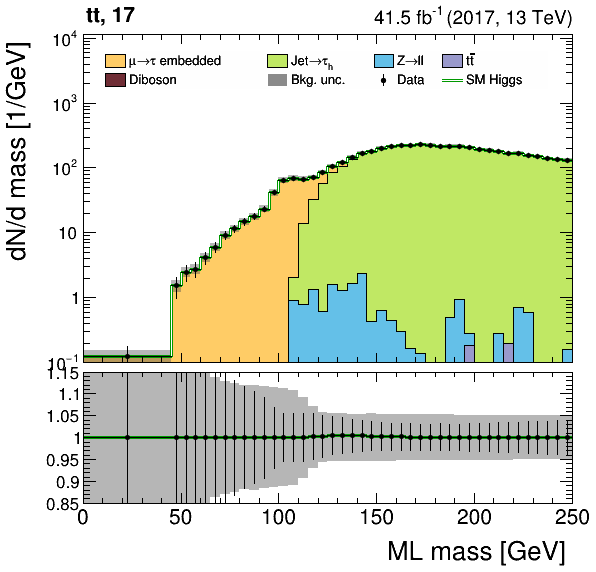 tt, 17 41.5 fb⁻¹ (2017, 13 TeV)
dN/d mass [1/GeV]
10⁴
10³
10²
10
1
10⁻¹
μ→τ embedded Jet→τₕ Z→ll tt̄
Diboson Bkg. unc. Data SM Higgs
1.15
1.1
1.05
1
0.95
0.9
0.85
0 50 100 150 200 250
ML mass [GeV]